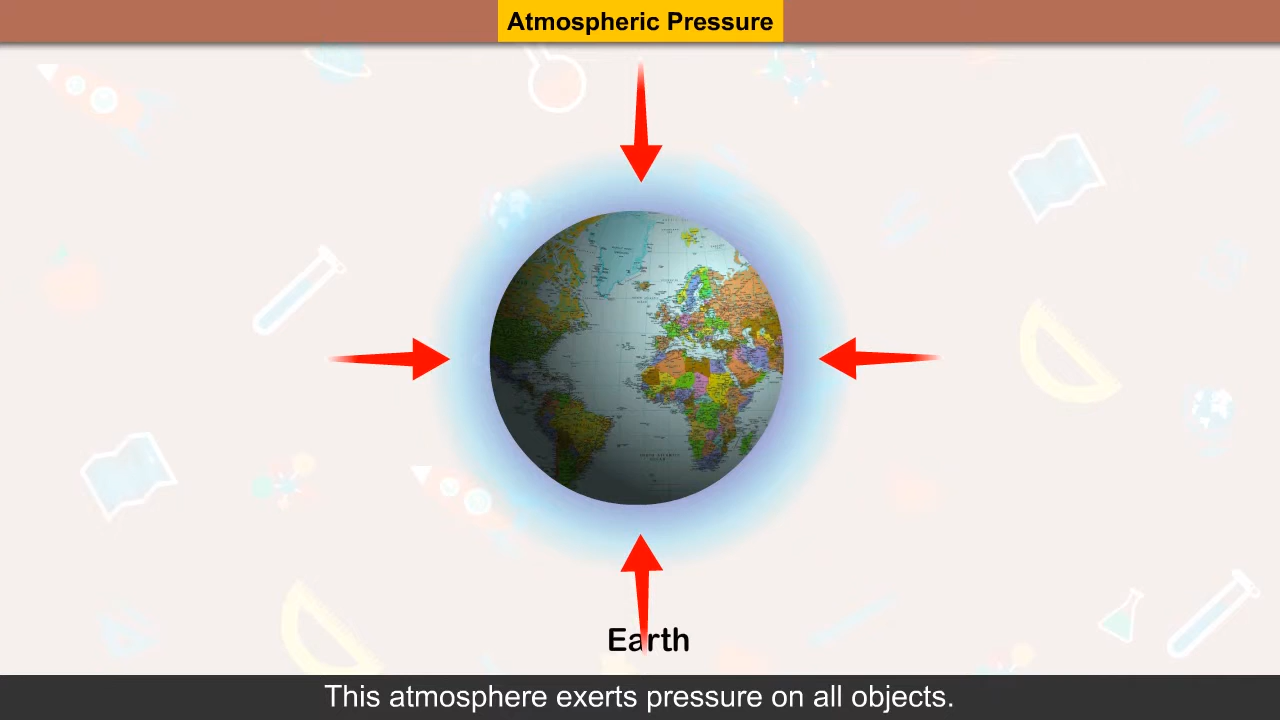 Atmospheric Pressure
Earth
This atmosphere exerts pressure on all objects.